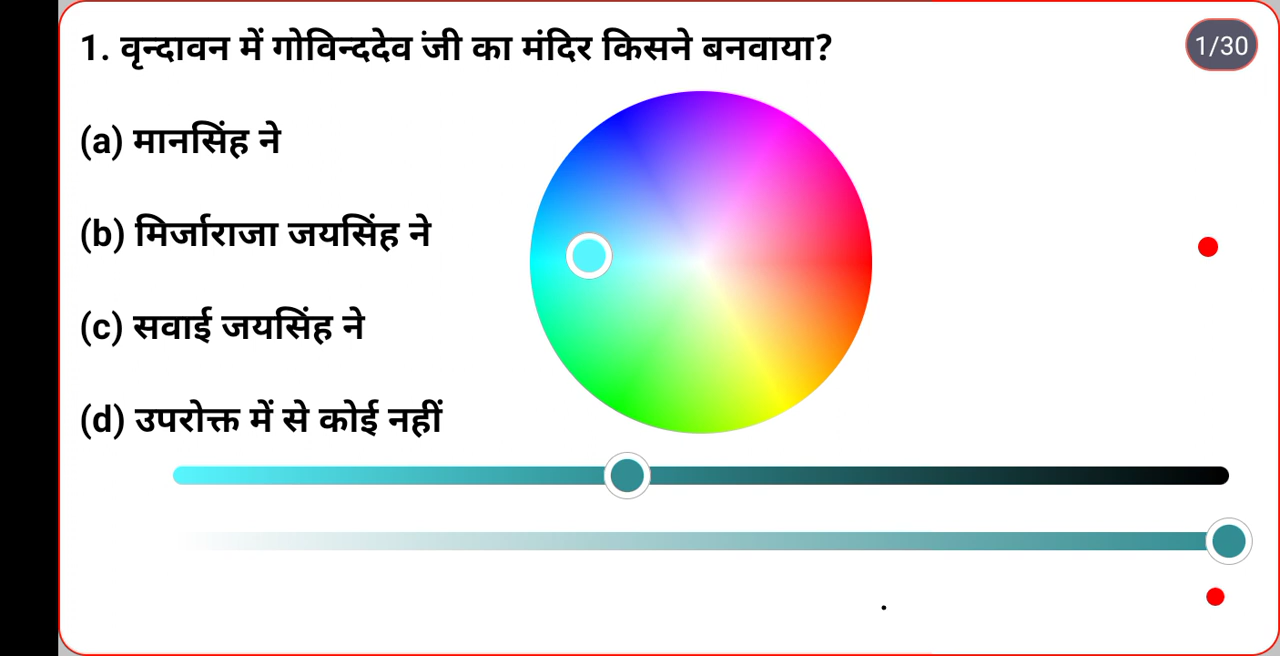 1. वृन्दावन में गोविन्ददेव जी का मंदिर किसने बनवाया?
1/30
(a) मानसिंह ने
(b) मिर्जाराजा जयसिंह ने
(c) सवाई जयसिंह ने
(d) उपरोक्त में से कोई नहीं